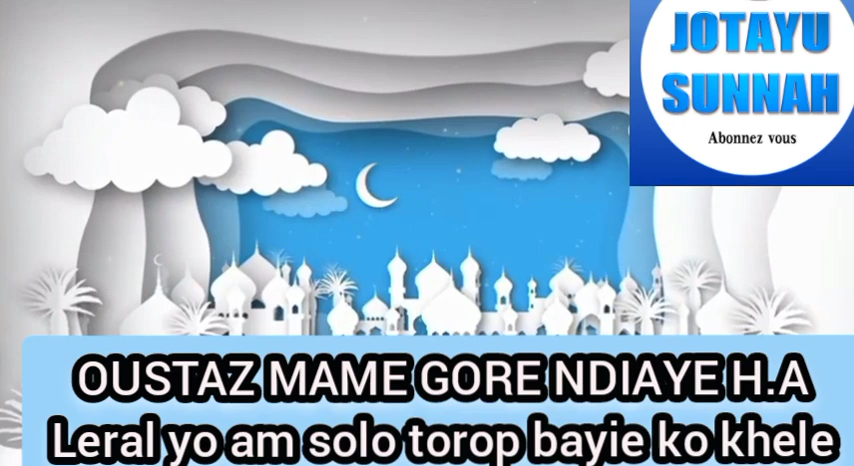 JOTAYU
SUNNAH
Abonnez vous
OUSTAZ MAME GORE NDIAYE H.A
Leral yo am solo torop bayie ko khele